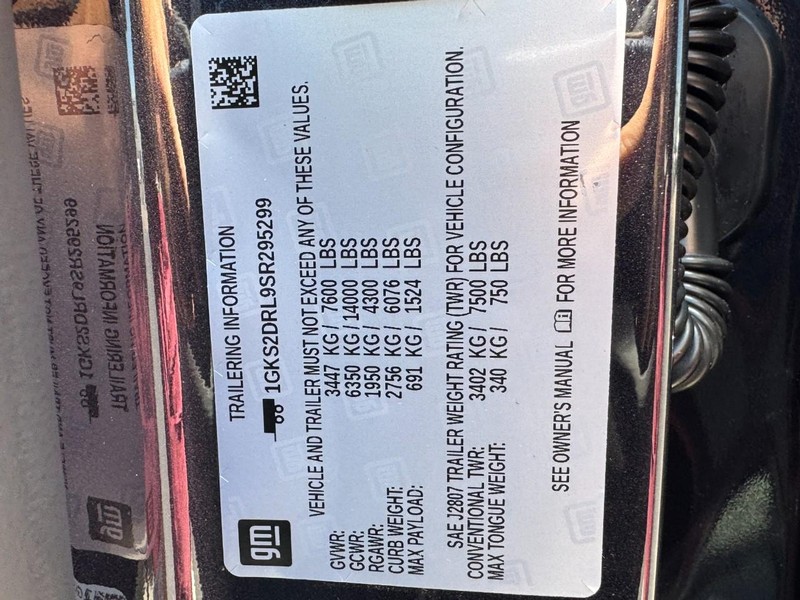 gm
TRAILERING INFORMATION
1GKS2DRL9SR295299
VEHICLE AND TRAILER MUST NOT EXCEED ANY OF THESE VALUES.
GVWR: 3447 KG / 7600 LBS
GCWR: 6350 KG / 14000 LBS
RGAWR: 1950 KG / 4300 LBS
CURB WEIGHT: 2756 KG / 6076 LBS
MAX PAYLOAD: 691 KG / 1524 LBS
SAE J2807 TRAILER WEIGHT RATING (TWR) FOR VEHICLE CONFIGURATION.
CONVENTIONAL TWR: 3402 KG / 7500 LBS
MAX TONGUE WEIGHT: 340 KG / 750 LBS
SEE OWNER'S MANUAL FOR MORE INFORMATION